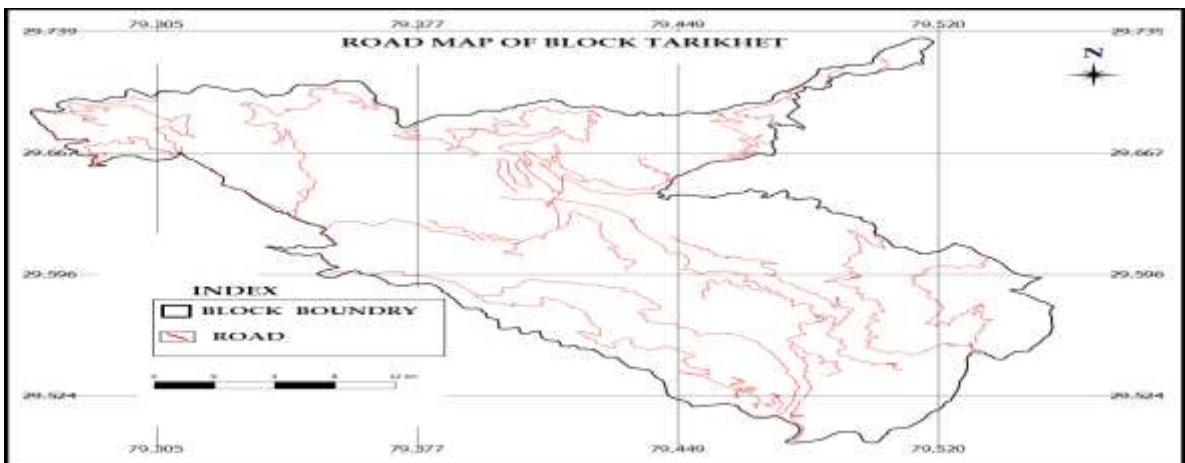 79.305 79.377 79.449 79.520
29.739 29.739
ROAD MAP OF BLOCK TARIKHET
N
29.667 29.667
29.596 29.596
INDEX
BLOCK BOUNDRY
ROAD
29.524 29.524
79.305 79.377 79.449 79.520